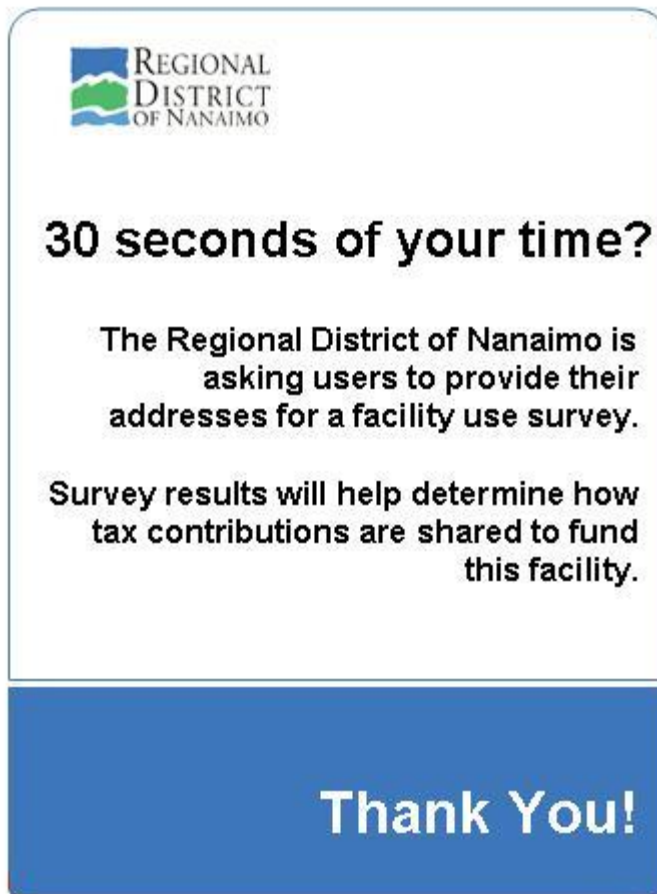 REGIONAL
DISTRICT
OF NANAIMO
30 seconds of your time?
The Regional District of Nanaimo is
asking users to provide their
addresses for a facility use survey.
Survey results will help determine how
tax contributions are shared to fund
this facility.
Thank You!